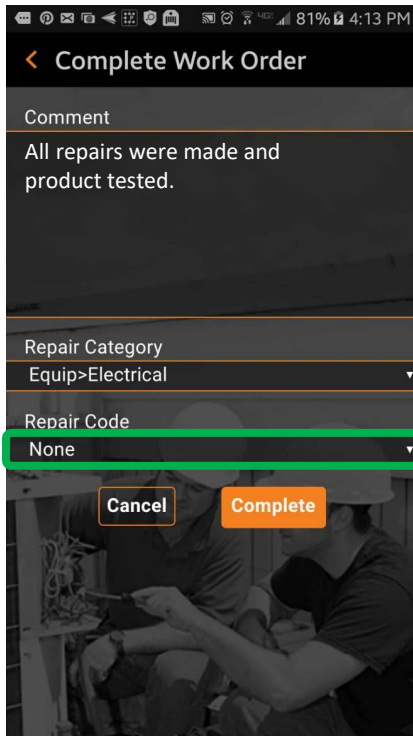 4G 81% 4:13 PM
Complete Work Order
Comment
All repairs were made and
product tested.
Repair Category
Equip>Electrical
Repair Code
None
Cancel Complete